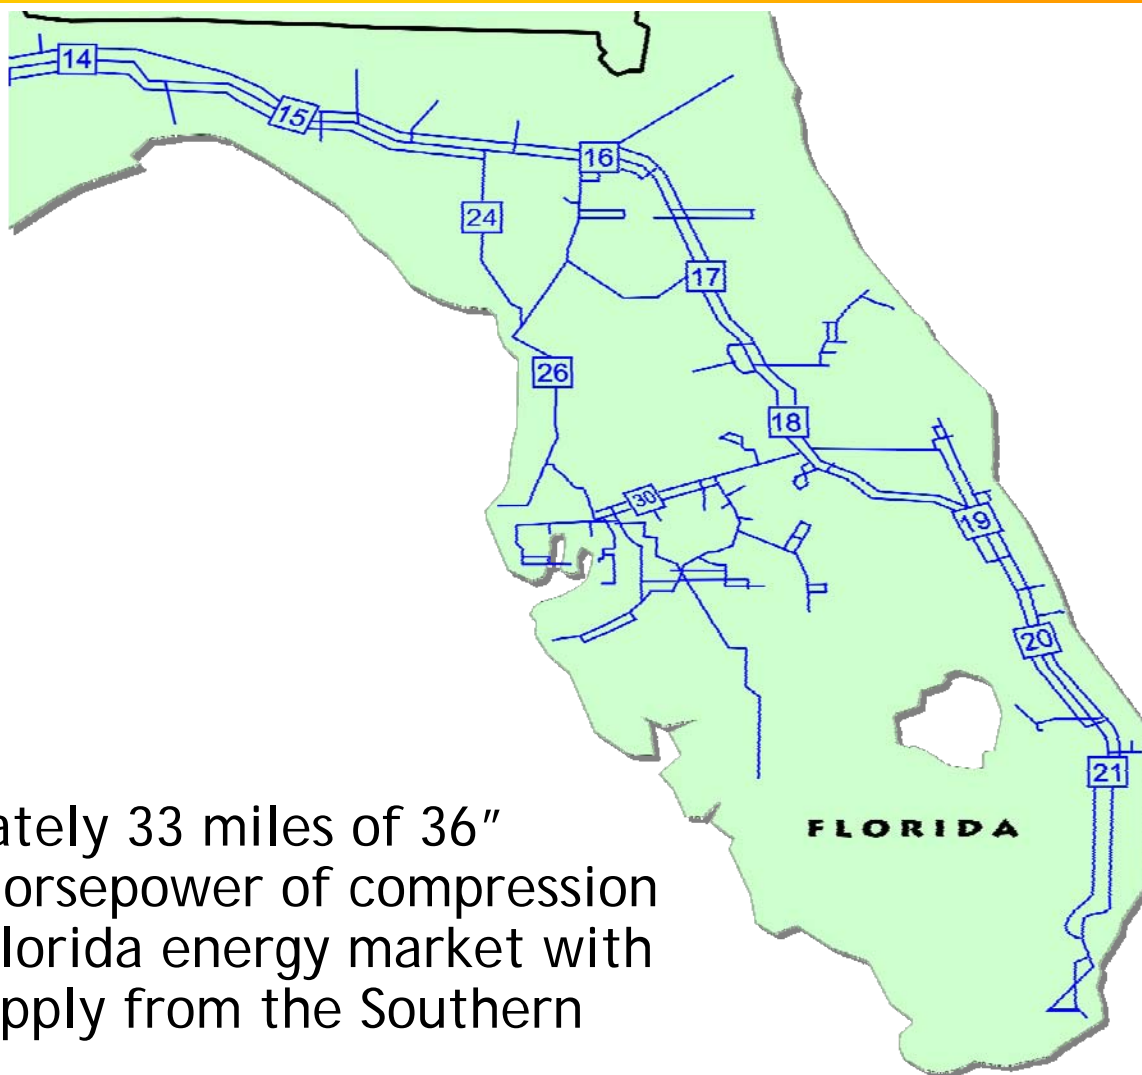 14
15
16
24
17
26
18
30
19
20
21
FLORIDA
ately 33 miles of 36"
orsepower of compression
lorida energy market with
pply from the Southern